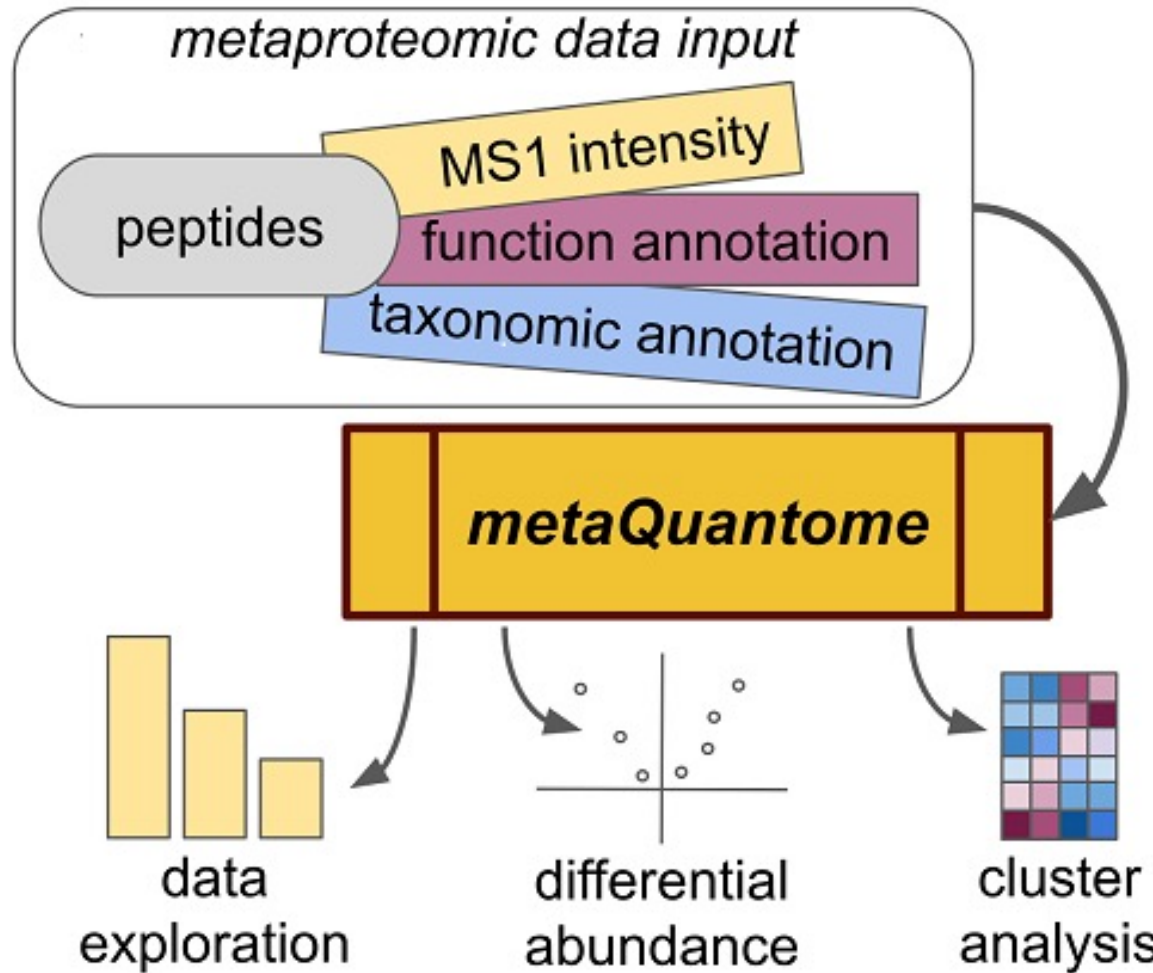 metaproteomic data input
MS1 intensity
peptides
function annotation
taxonomic annotation
metaQuantome
data
exploration
differential
abundance
cluster
analysis